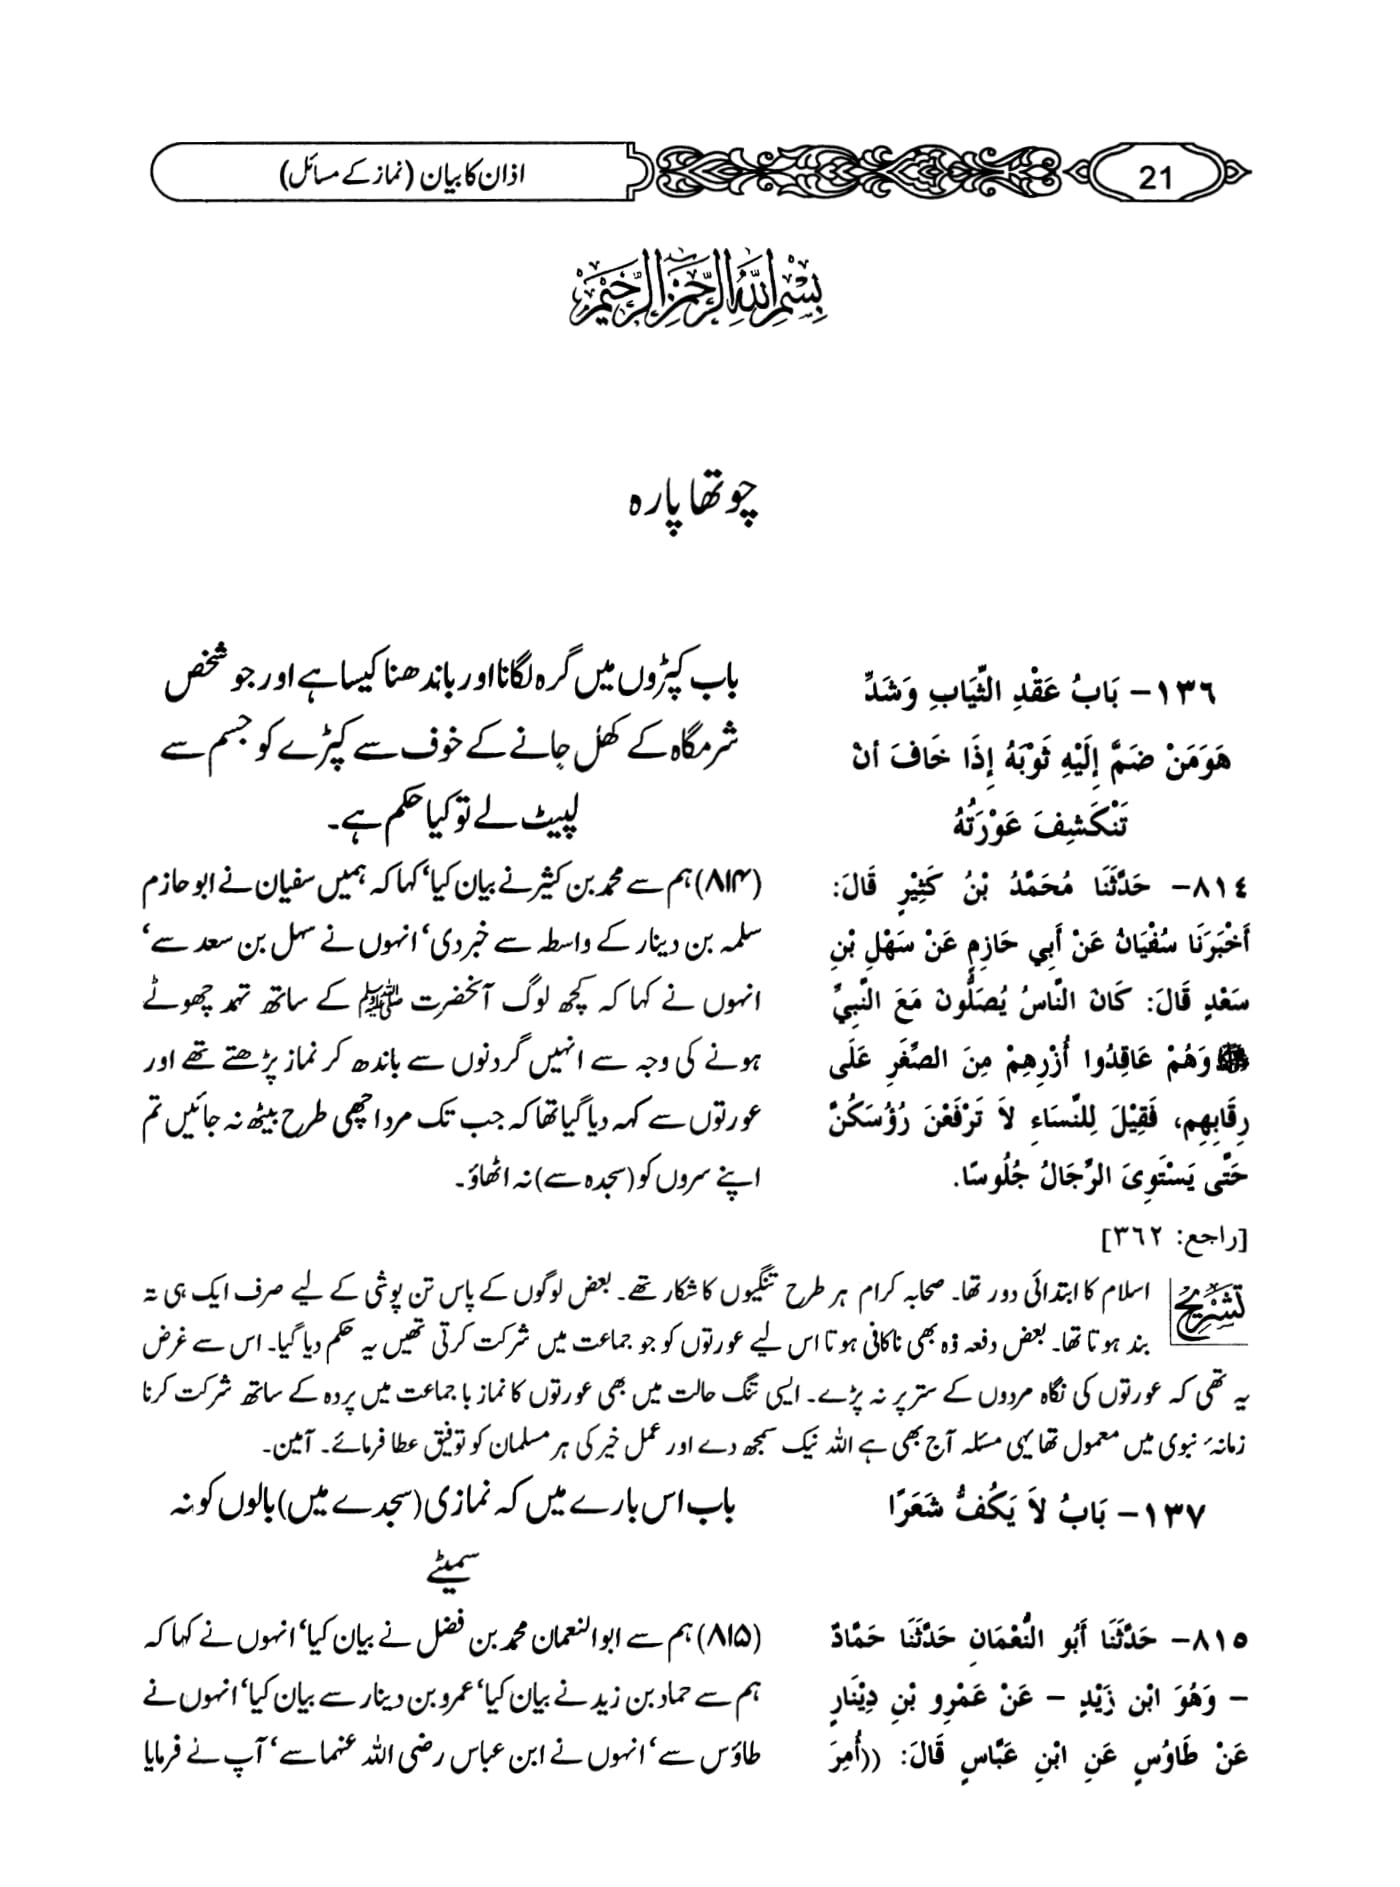 اذان کا بیان (نماز کے مسائل)
21
بِسْمِ اللّٰهِ الرَّحْمٰنِ الرَّحِيْمِ
چوتھا پارہ
١٣٦– بَابُ عَقْدِ الثِّيَابِ وَشَدِّ
هَوَمَنْ ضَمَّ إِلَيْهِ ثَوْبَهُ إِذَا خَافَ أَنْ
تَنْكَشِفَ عَوْرَتُهُ
باب کپڑوں میں گرہ لگانا اور باندھنا کیسا ہے اور جو شخص
شرمگاہ کے کھل جانے کے خوف سے کپڑے کو جسم سے
لپیٹ لے تو کیا حکم ہے۔
٨١٤– حَدَّثَنَا مُحَمَّدُ بْنُ كَثِيْرٍ قَالَ:
أَخْبَرَنَا سُفْيَانُ عَنْ أَبِي حَازِمٍ عَنْ سَهْلِ بْنِ
سَعْدٍ قَالَ: كَانَ النَّاسُ يُصَلُّونَ مَعَ النَّبِيِّ
ﷺ وَهُمْ عَاقِدُوا أُزْرِهِمْ مِنَ الصِّغَرِ عَلَى
رِقَابِهِم، فَقِيْلَ لِلنِّسَاءِ لاَ تَرْفَعْنَ رُؤُسَكُنَّ
حَتَّى يَسْتَوِيَ الرِّجَالُ جُلُوسًا.
[راجع: ٣٦٢]
(۸۱۴) ہم سے محمد بن کثیر نے بیان کیا‘ کہا کہ ہمیں سفیان نے ابو حازم
سلمہ بن دینار کے واسطہ سے خبر دی‘ انہوں نے سہل بن سعد سے‘
انہوں نے کہا کہ کچھ لوگ آنحضرت ﷺ کے ساتھ تہمد چھوٹے
ہونے کی وجہ سے انہیں گردنوں سے باندھ کر نماز پڑھتے تھے اور
عورتوں سے کہہ دیا گیا تھا کہ جب تک مرد اچھی طرح بیٹھ نہ جائیں تم
اپنے سروں کو (سجدہ سے) نہ اٹھاؤ۔
تشریح اسلام کا ابتدائی دور تھا۔ صحابہ کرام ہر طرح تنگیوں کا شکار تھے۔ بعض لوگوں کے پاس تن پوشی کے لیے صرف ایک ہی تہ
بند ہوتا تھا۔ بعض دفعہ وہ بھی ناکافی ہوتا اس لیے عورتوں کو جو جماعت میں شرکت کرتی تھیں یہ حکم دیا گیا۔ اس سے غرض
یہ تھی کہ عورتوں کی نگاہ مردوں کے ستر پر نہ پڑے۔ ایسی تنگ حالت میں بھی عورتوں کا نماز با جماعت میں پردہ کے ساتھ شرکت کرنا
زمانۂ نبوی میں معمول تھا یہی مسئلہ آج بھی ہے اللہ نیک سمجھ دے اور عمل خیر کی ہر مسلمان کو توفیق عطا فرمائے۔ آمین۔
١٣٧– بَابُ لاَ يَكُفُّ شَعَرًا
باب اس بارے میں کہ نمازی (سجدے میں) بالوں کو نہ
سمیٹے
٨١٥– حَدَّثَنَا أَبُو النُّعْمَانِ حَدَّثَنَا حَمَّادٌ
– وَهُوَ ابْن زَيْدٍ – عَنْ عَمْرِو بْنِ دِيْنَارٍ
عَنْ طَاوُسٍ عَنِ ابْنِ عَبَّاسٍ قَالَ: ((أُمِرَ
(۸۱۵) ہم سے ابو النعمان محمد بن فضل نے بیان کیا‘ انہوں نے کہا کہ
ہم سے حماد بن زید نے بیان کیا‘ عمرو بن دینار سے بیان کیا‘ انہوں نے
طاؤس سے‘ انہوں نے ابن عباس رضی اللہ عنہما سے‘ آپ نے فرمایا